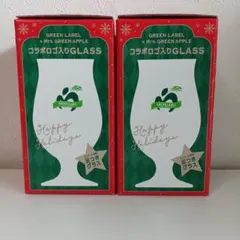 GREEN LABEL
× Mrs. GREEN APPLE
コラボロゴ入りGLASS
Happy
Holidays
GREEN LABEL
× Mrs. GREEN APPLE
コラボロゴ入りGLASS
Happy
Holidays